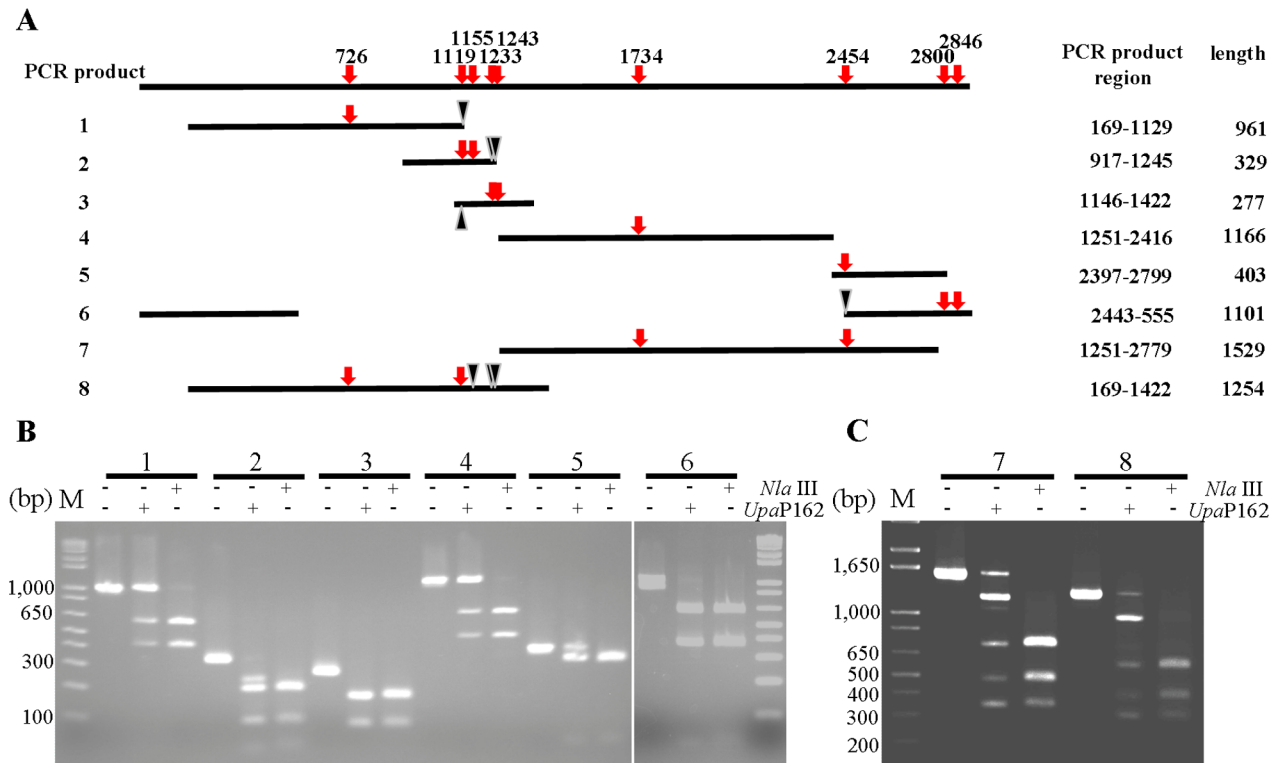 A
1155 1243
2846
726 1119 1233 1734 2454 2800
PCR product
PCR product region
length
1 169-1129 961
2 917-1245 329
3 1146-1422 277
4 1251-2416 1166
5 2397-2799 403
6 2443-555 1101
7 1251-2779 1529
8 169-1422 1254
B
1 2 3 4 5 6
(bp) M
- - + - - + - - + - - + - - + - - + Nla III
- + - - + - - + - - + - - + - - + - UpaP162
1,000
650
300
100
C
7 8
(bp) M
- - + - - + Nla III
- + - - + - UpaP162
1,650
1,000
650
500
400
300
200